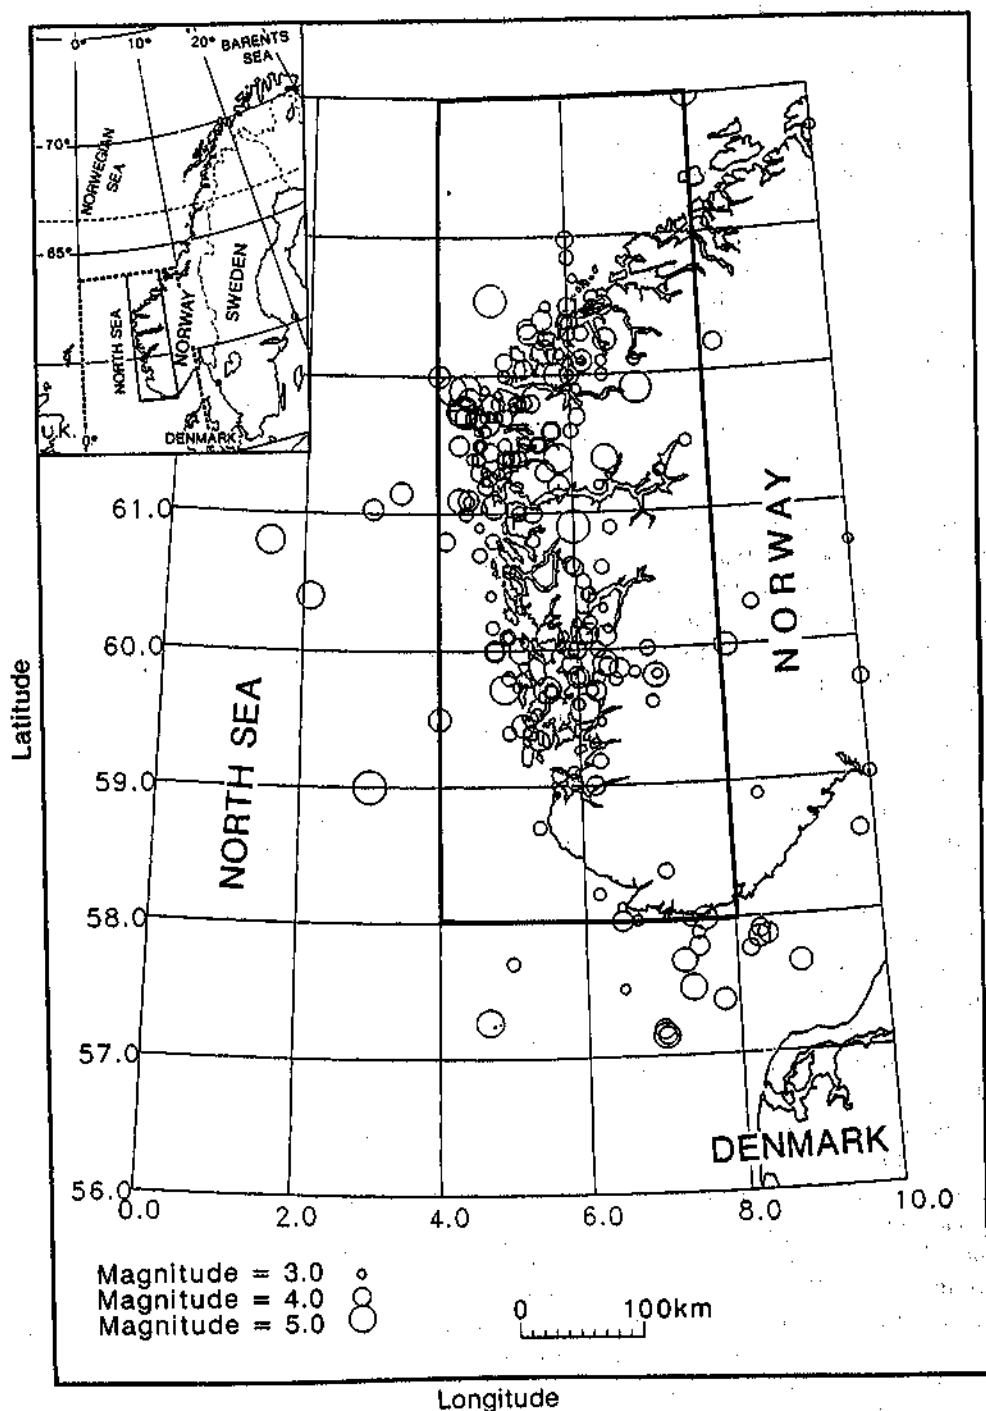 0° 10° 20° BARENTS
SEA
70°
NORWEGIAN
SEA
65°
SWEDEN
NORWAY
NORTH SEA
U.K.
0°
DENMARK
61.0
60.0
59.0
58.0
57.0
56.0
Latitude
NORTH SEA
NORWAY
DENMARK
0.0 2.0 4.0 6.0 8.0 10.0
Magnitude = 3.0
Magnitude = 4.0
Magnitude = 5.0
0 100km
Longitude